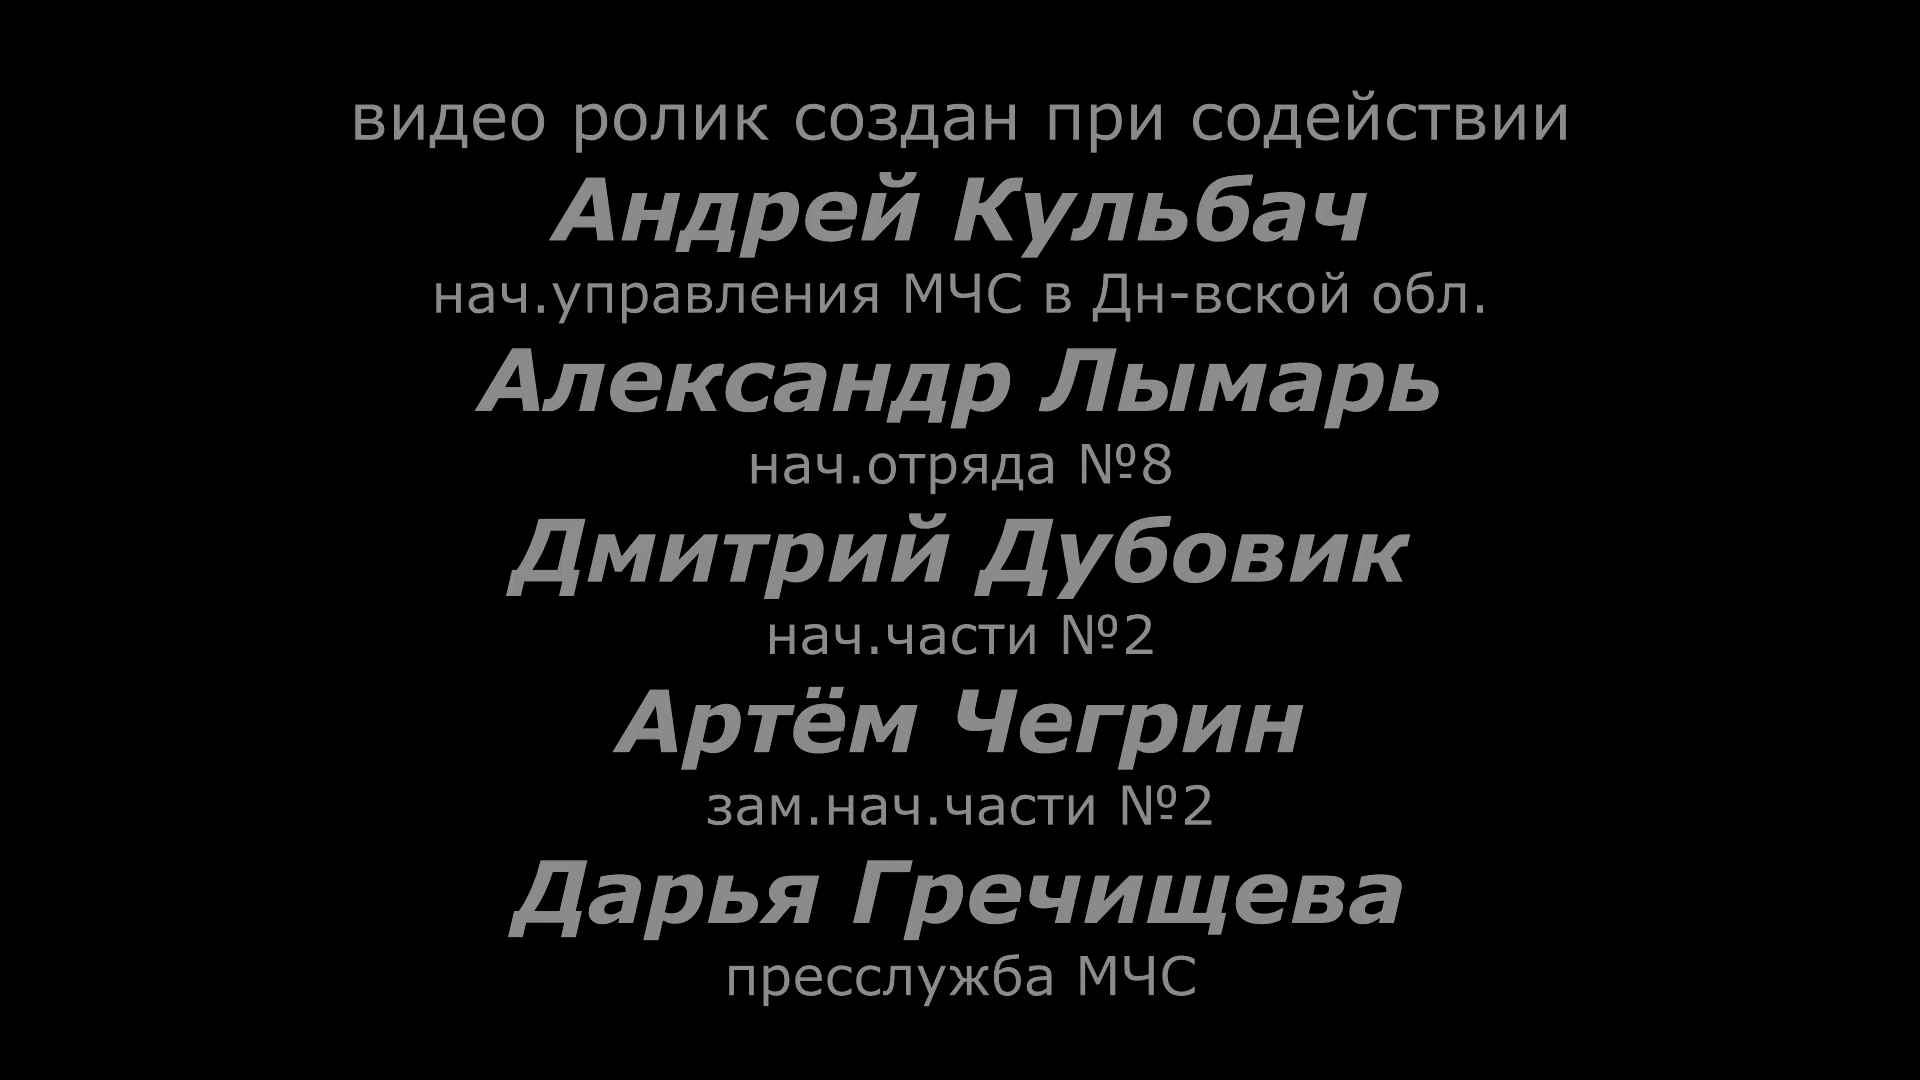 видео ролик создан при содействии
Андрей Кульбач
нач.управления МЧС в Дн-вской обл.
Александр Лымарь
нач.отряда №8
Дмитрий Дубовик
нач.части №2
Артём Чегрин
зам.нач.части №2
Дарья Гречищева
пресслужба МЧС